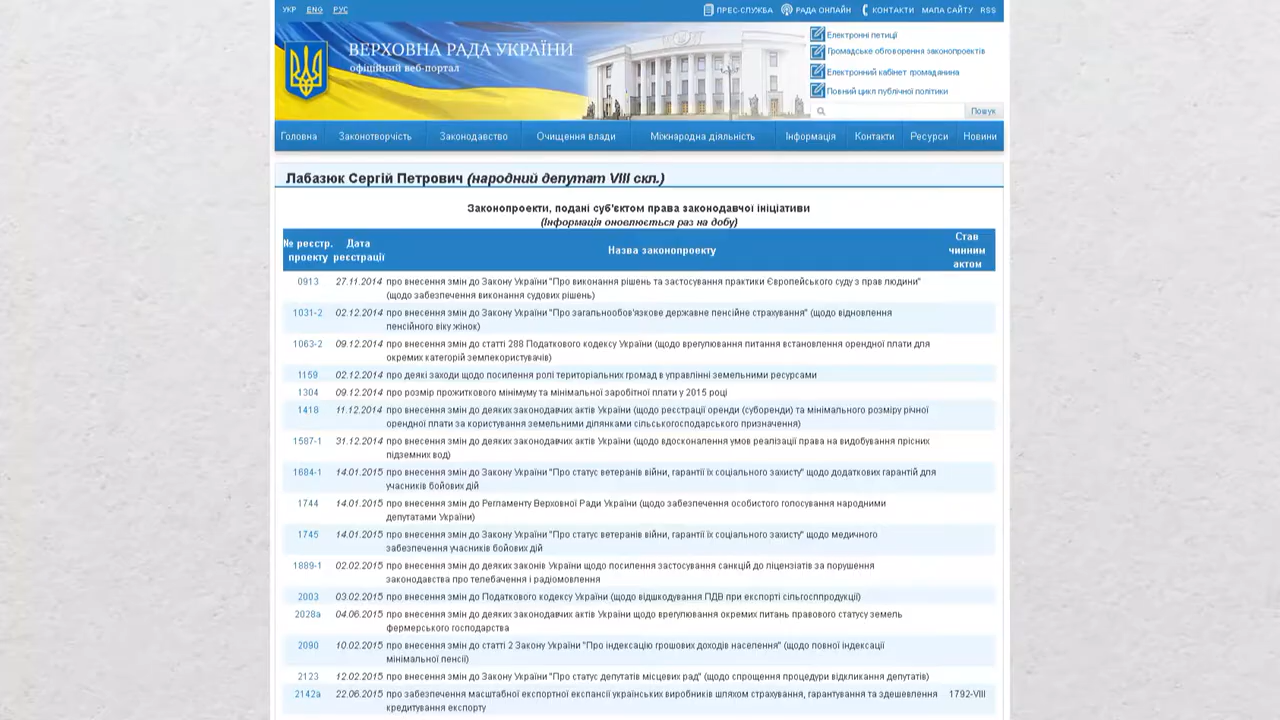 УКР ENG РУС ПРЕС-СЛУЖБА РАДА ОНЛАЙН КОНТАКТИ МАПА САЙТУ RSS
ВЕРХОВНА РАДА УКРАЇНИ
офіційний веб-портал
Електронні петиції
Громадське обговорення законопроектів
Електронний кабінет громадянина
Повний цикл публічної політики
Пошук
Головна Законотворчість Законодавство Очищення влади Міжнародна діяльність Інформація Контакти Ресурси Новини
Лабазюк Сергій Петрович (народний депутат VIII скл.)
Законопроекти, подані суб'єктом права законодавчої ініціативи
(Інформація оновлюється раз на добу)
№ реєстр. проекту Дата реєстрації Назва законопроекту Став чинним актом
0913 27.11.2014 про внесення змін до Закону України "Про виконання рішень та застосування практики Європейського суду з прав людини"
(щодо забезпечення виконання судових рішень)
1031-2 02.12.2014 про внесення змін до Закону України "Про загальнообов'язкове державне пенсійне страхування" (щодо відновлення
пенсійного віку жінок)
1063-2 09.12.2014 про внесення змін до статті 288 Податкового кодексу України (щодо врегулювання питання встановлення орендної плати для
окремих категорій землекористувачів)
1159 02.12.2014 про деякі заходи щодо посилення ролі територіальних громад в управлінні земельними ресурсами
1304 09.12.2014 про розмір прожиткового мінімуму та мінімальної заробітної плати у 2015 році
1418 11.12.2014 про внесення змін до деяких законодавчих актів України (щодо реєстрації оренди (суборенди) та мінімального розміру річної
орендної плати за користування земельними ділянками сільськогосподарського призначення)
1587-1 31.12.2014 про внесення змін до деяких законодавчих актів України (щодо вдосконалення умов реалізації права на видобування прісних
підземних вод)
1684-1 14.01.2015 про внесення змін до Закону України "Про статус ветеранів війни, гарантії їх соціального захисту" щодо додаткових гарантій для
учасників бойових дій
1744 14.01.2015 про внесення змін до Регламенту Верховної Ради України (щодо забезпечення особистого голосування народними
депутатами України)
1745 14.01.2015 про внесення змін до Закону України "Про статус ветеранів війни, гарантії їх соціального захисту" щодо медичного
забезпечення учасників бойових дій
1889-1 02.02.2015 про внесення змін до деяких законів України щодо посилення застосування санкцій до ліцензіатів за порушення
законодавства про телебачення і радіомовлення
2003 03.02.2015 про внесення змін до Податкового кодексу України (щодо відшкодування ПДВ при експорті сільгосппродукції)
2028а 04.06.2015 про внесення змін до деяких законодавчих актів України щодо врегулювання окремих питань правового статусу земель
фермерського господарства
2090 10.02.2015 про внесення змін до статті 2 Закону України "Про індексацію грошових доходів населення" (щодо повної індексації
мінімальної пенсії)
2123 12.02.2015 про внесення змін до Закону України "Про статус депутатів місцевих рад" (щодо спрощення процедури відкликання депутатів)
2142а 22.06.2015 про забезпечення масштабної експортної експансії українських виробників шляхом страхування, гарантування та здешевлення 1792-VIII
кредитування експорту